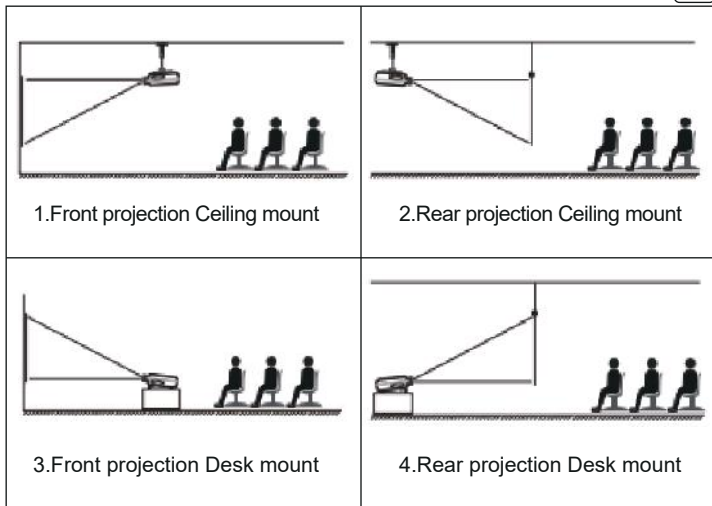 1.Front projection Ceiling mount
2.Rear projection Ceiling mount
3.Front projection Desk mount
4.Rear projection Desk mount